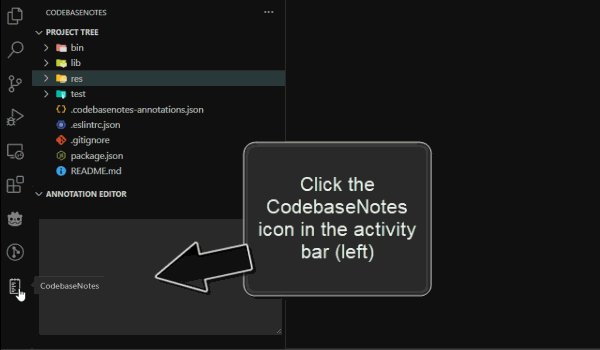 CODEBASENOTES
PROJECT TREE
bin
lib
res
test
.codebasenotes-annotations.json
.eslintrc.json
.gitignore
package.json
README.md
ANNOTATION EDITOR
CodebaseNotes
Click the
CodebaseNotes
icon in the activity
bar (left)